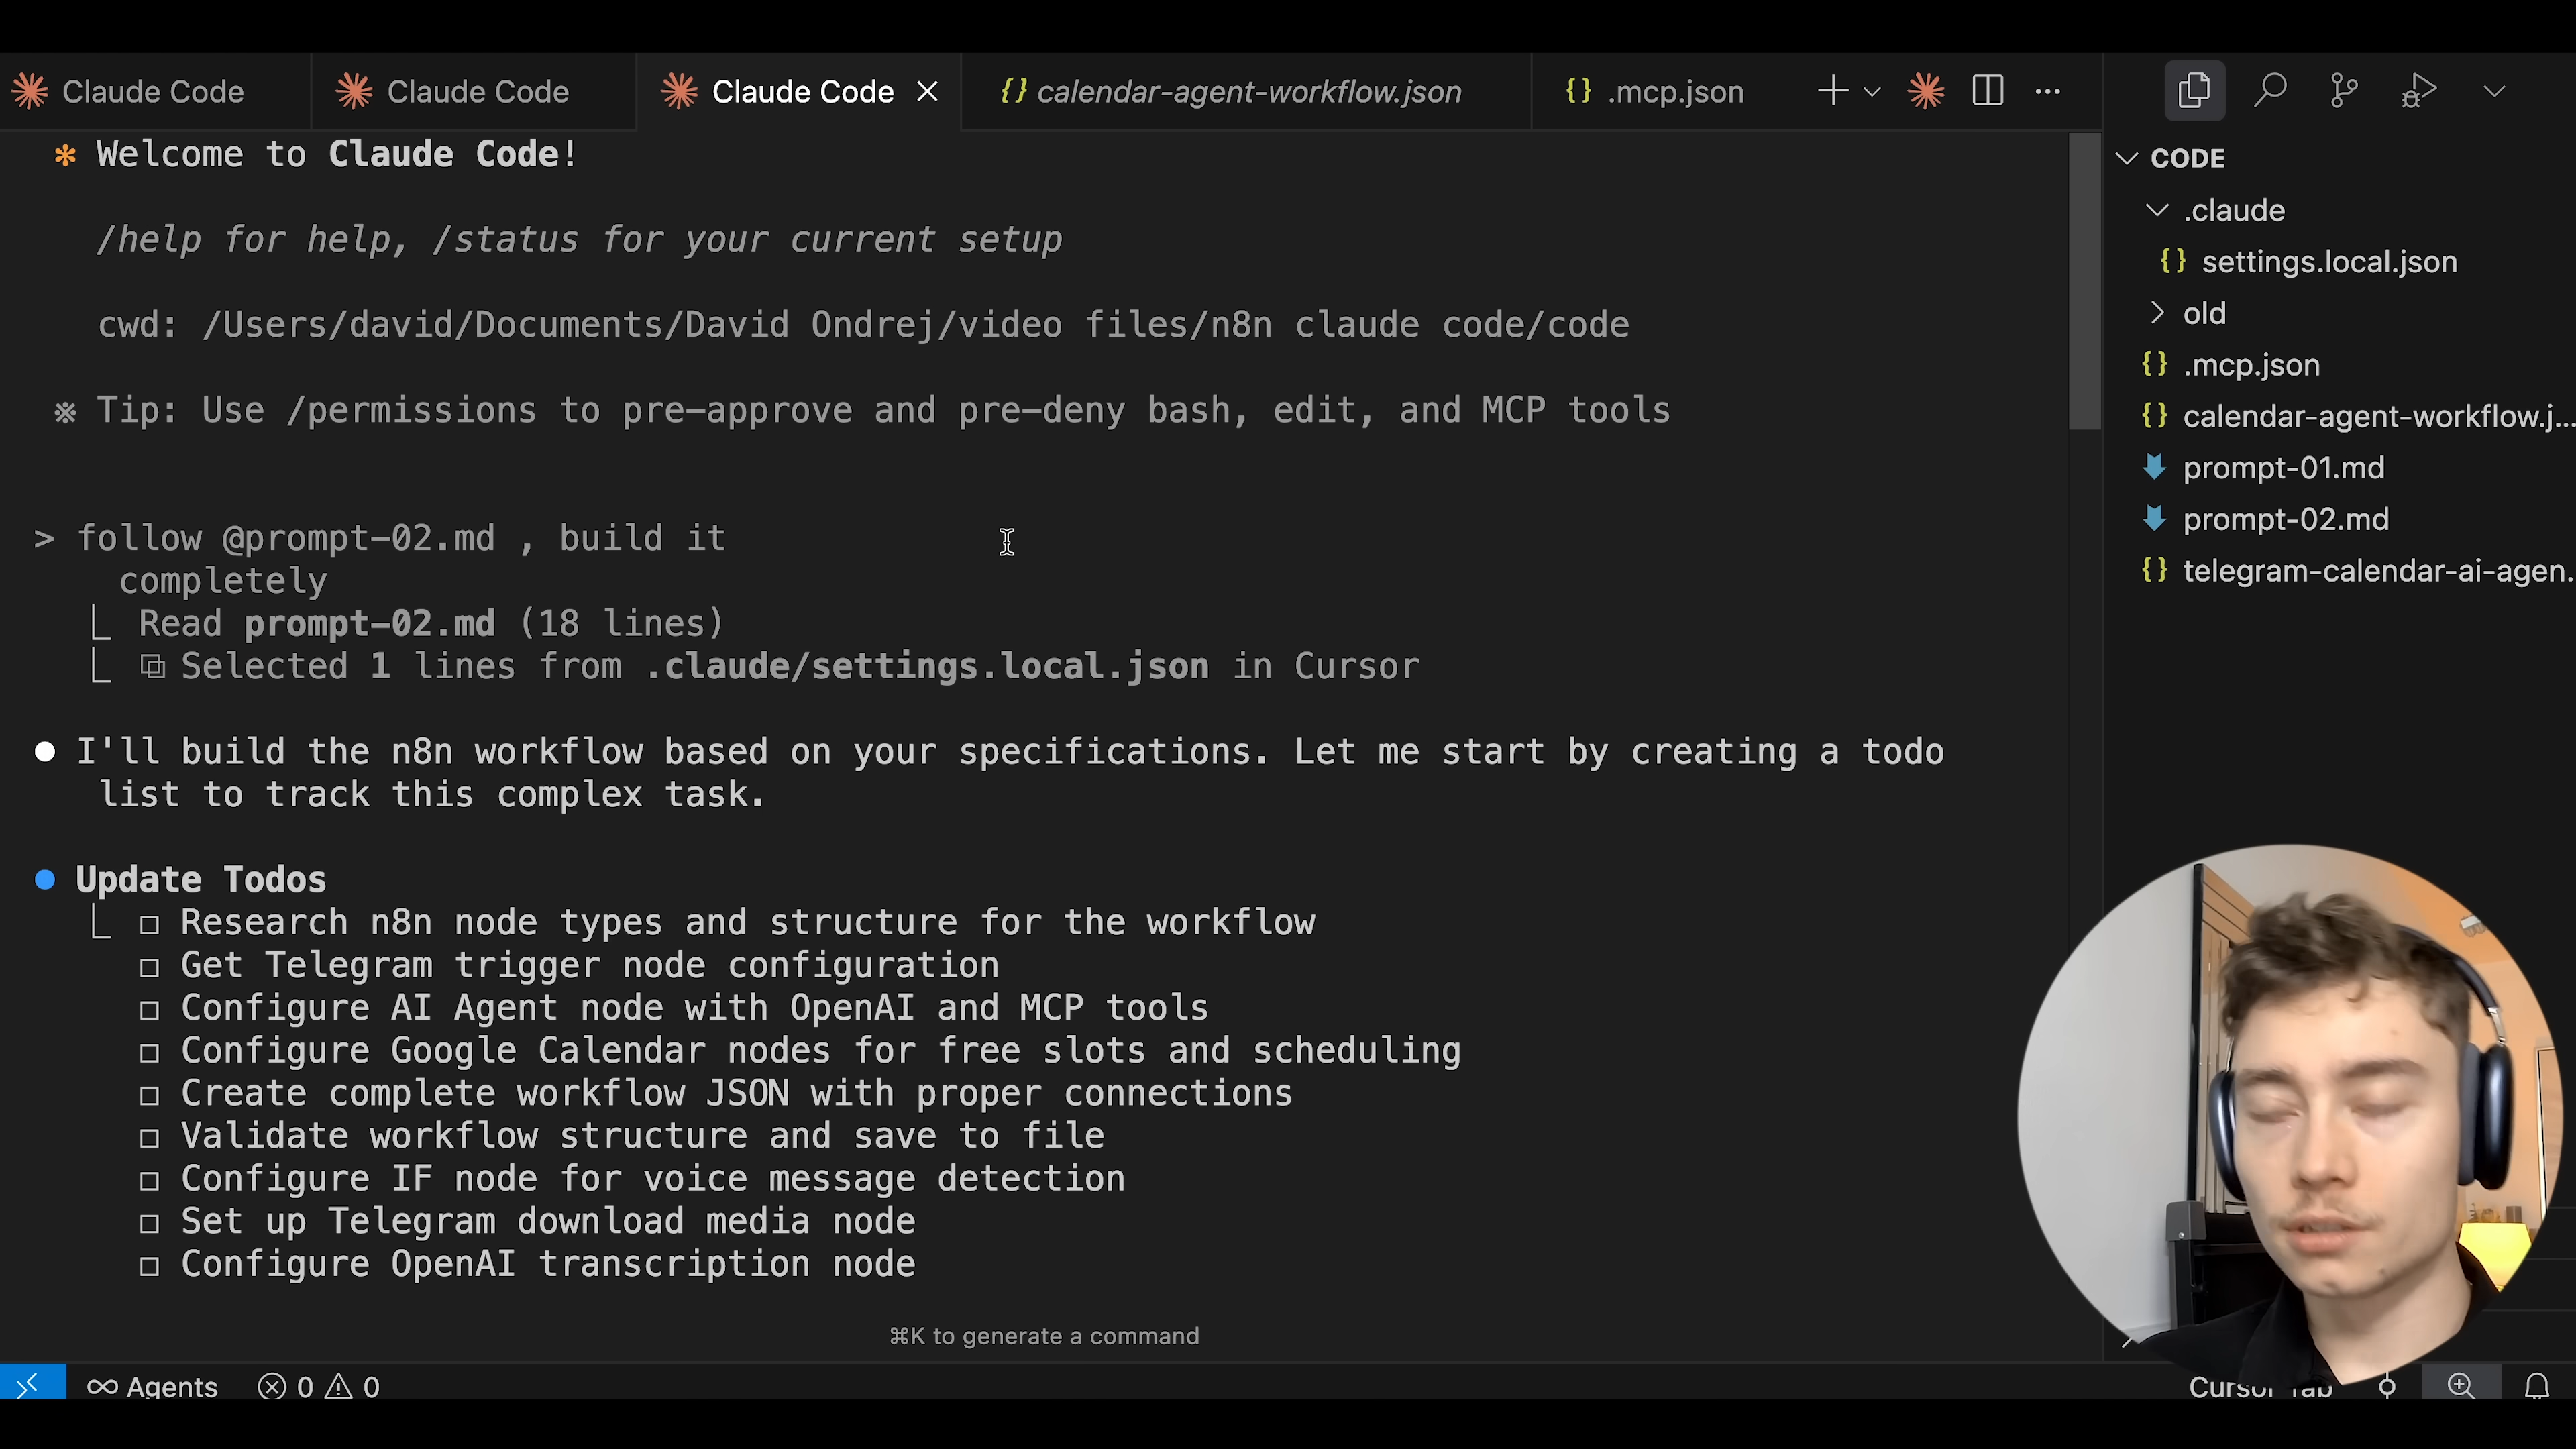 Claude Code
Claude Code
Claude Code
{} calendar-agent-workflow.json
{} .mcp.json
* Welcome to Claude Code!
/help for help, /status for your current setup
cwd: /Users/david/Documents/David Ondrej/video files/n8n claude code/code
※ Tip: Use /permissions to pre-approve and pre-deny bash, edit, and MCP tools
> follow @prompt-02.md , build it
completely
Read prompt-02.md (18 lines)
Selected 1 lines from .claude/settings.local.json in Cursor
I'll build the n8n workflow based on your specifications. Let me start by creating a todo
list to track this complex task.
Update Todos
Research n8n node types and structure for the workflow
Get Telegram trigger node configuration
Configure AI Agent node with OpenAI and MCP tools
Configure Google Calendar nodes for free slots and scheduling
Create complete workflow JSON with proper connections
Validate workflow structure and save to file
Configure IF node for voice message detection
Set up Telegram download media node
Configure OpenAI transcription node
⌘K to generate a command
CODE
.claude
{} settings.local.json
old
{} .mcp.json
{} calendar-agent-workflow.j...
prompt-01.md
prompt-02.md
{} telegram-calendar-ai-agen.
Agents 0 0
Cursor Tab